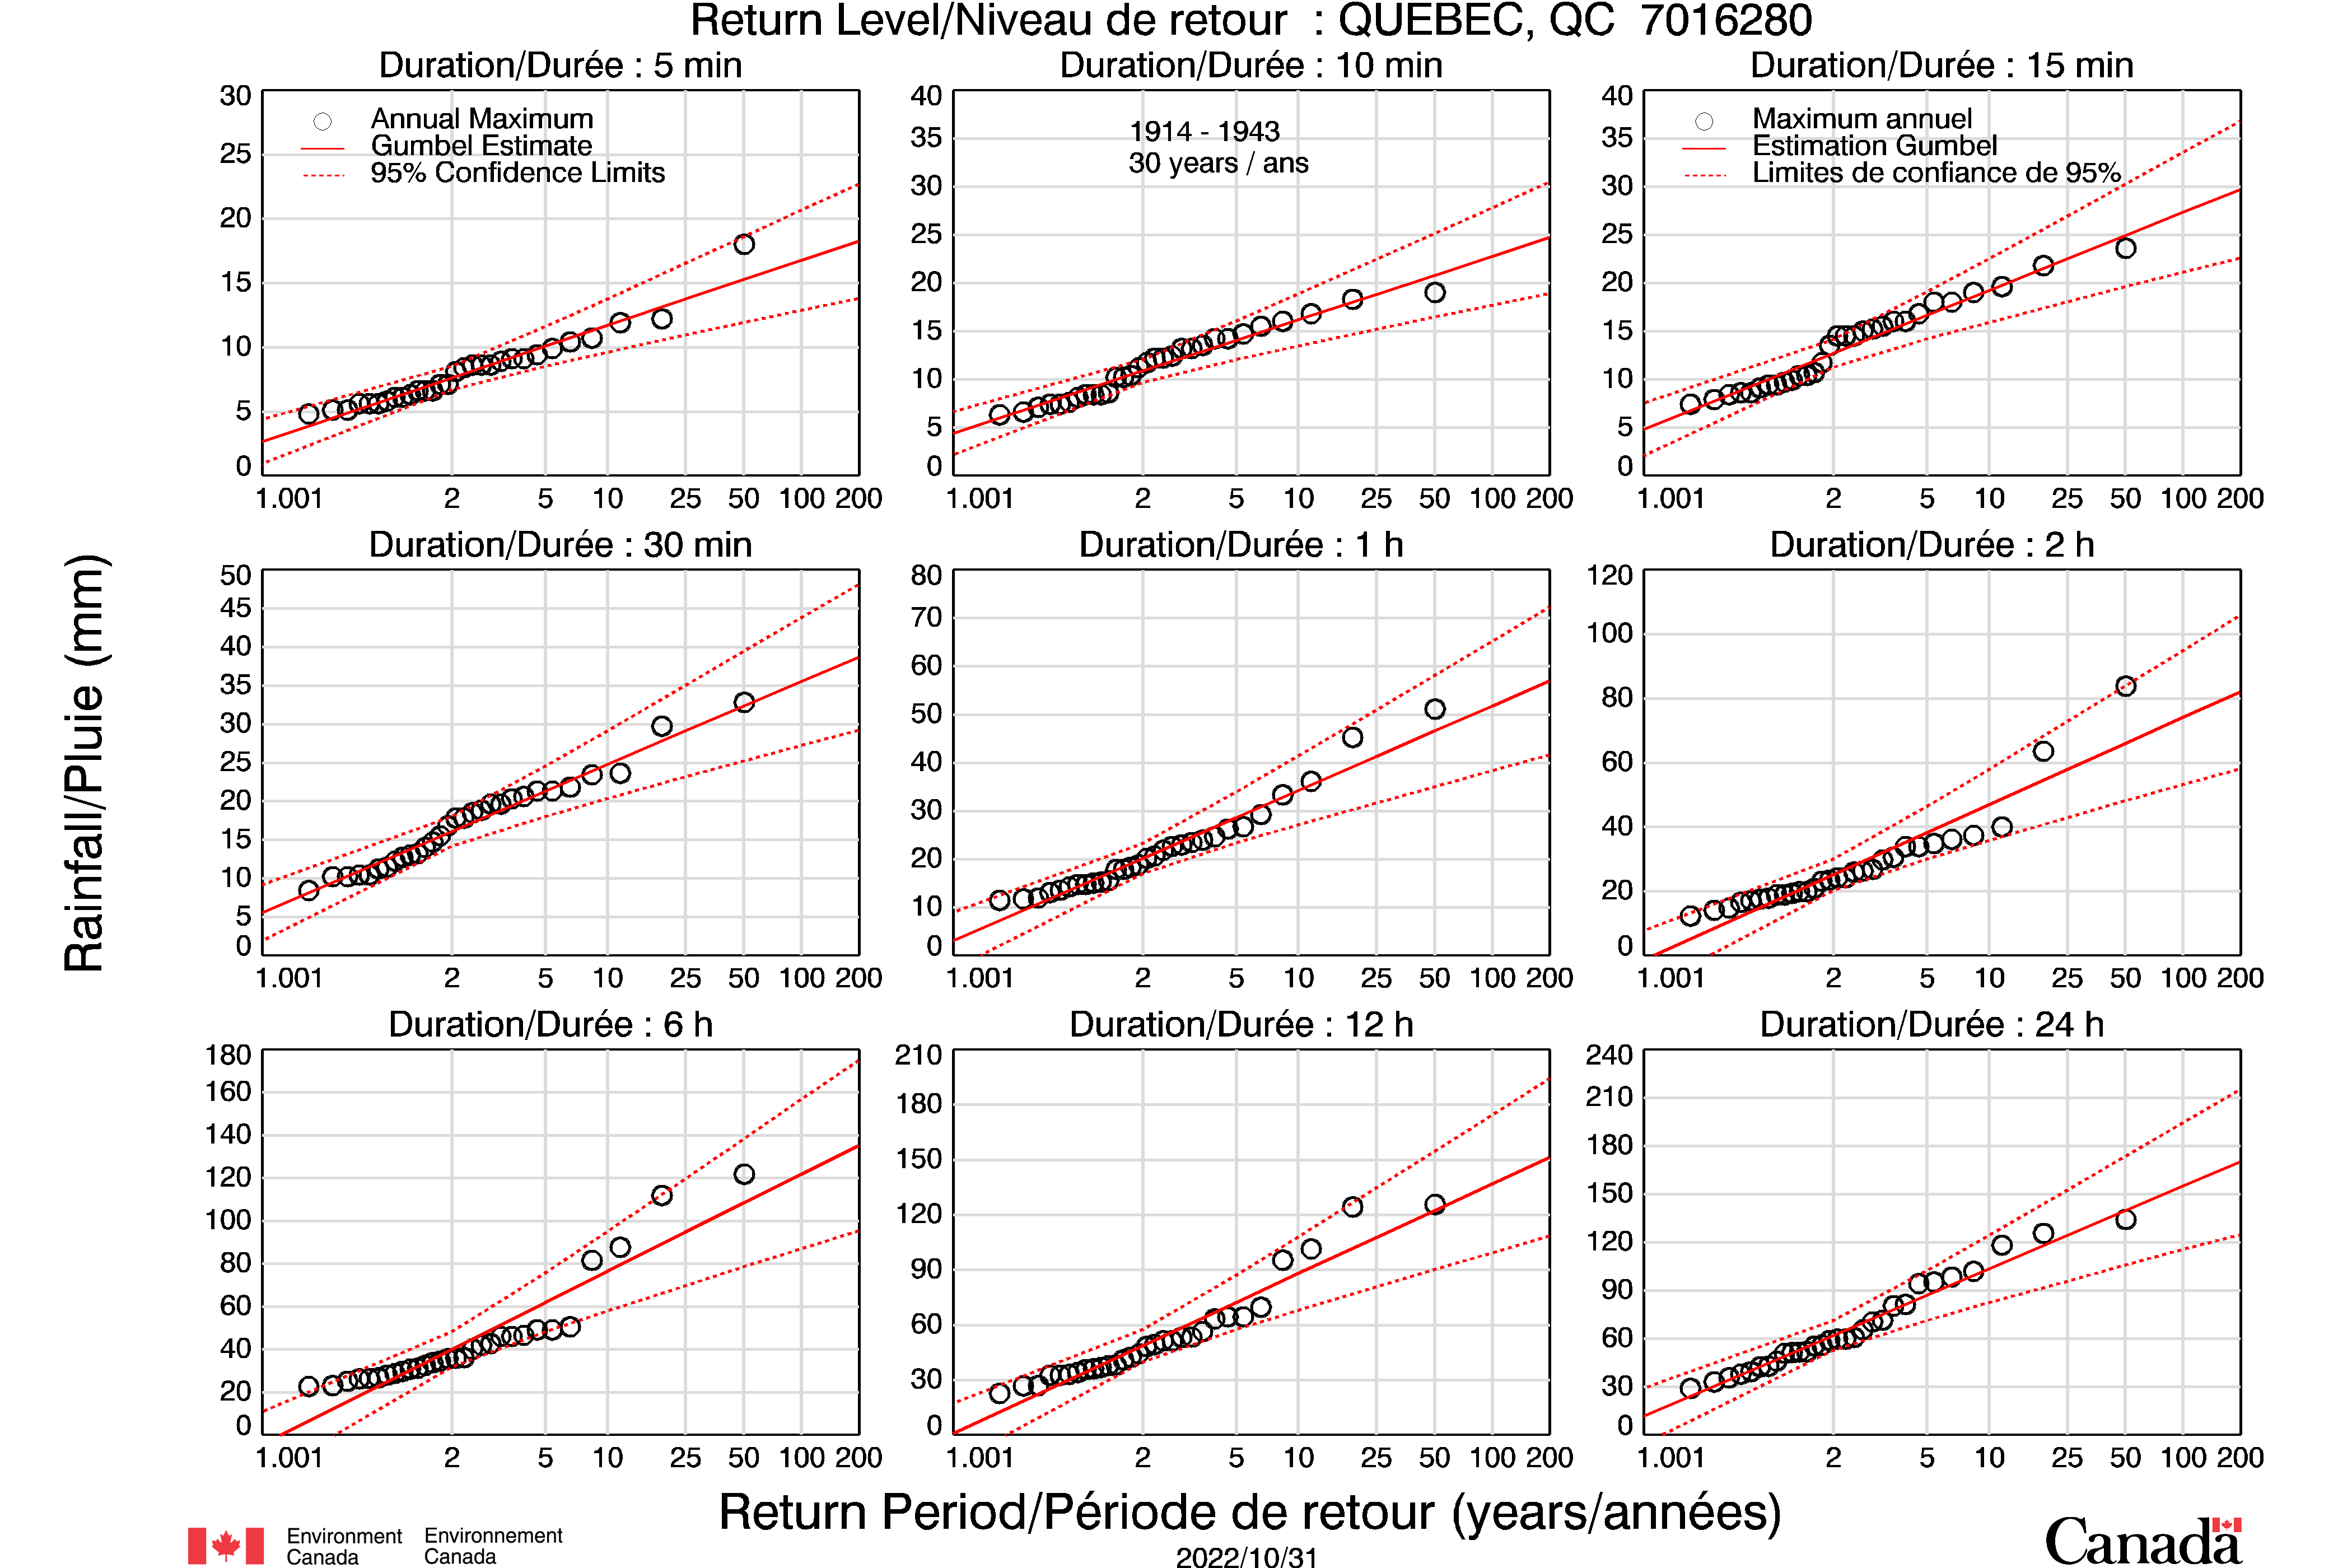 Return Level/Niveau de retour : QUEBEC, QC 7016280
Duration/Durée : 5 min
30
25
20
15
10
5
0
Annual Maximum
Gumbel Estimate
95% Confidence Limits
1.001 2 5 10 25 50 100 200
Duration/Durée : 10 min
40
35
30
25
20
15
10
5
0
1914 - 1943
30 years / ans
1.001 2 5 10 25 50 100 200
Duration/Durée : 15 min
40
35
30
25
20
15
10
5
0
Maximum annuel
Estimation Gumbel
Limites de confiance de 95%
1.001 2 5 10 25 50 100 200
Rainfall/Pluie (mm)
Duration/Durée : 30 min
50
45
40
35
30
25
20
15
10
5
0
1.001 2 5 10 25 50 100 200
Duration/Durée : 1 h
80
70
60
50
40
30
20
10
0
1.001 2 5 10 25 50 100 200
Duration/Durée : 2 h
120
100
80
60
40
20
0
1.001 2 5 10 25 50 100 200
Duration/Durée : 6 h
180
160
140
120
100
80
60
40
20
0
1.001 2 5 10 25 50 100 200
Duration/Durée : 12 h
210
180
150
120
90
60
30
0
1.001 2 5 10 25 50 100 200
Duration/Durée : 24 h
240
210
180
150
120
90
60
30
0
1.001 2 5 10 25 50 100 200
Return Period/Période de retour (years/années)
Environment
Canada
Environnement
Canada
2022/10/31
Canada